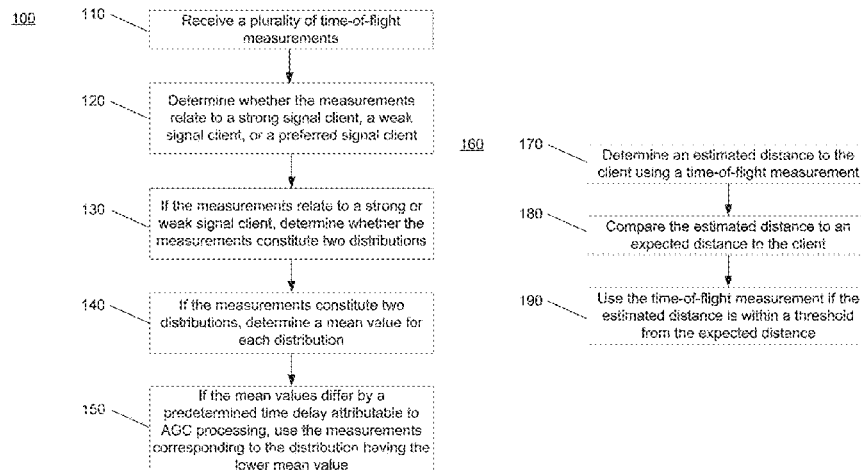 100
110
Receive a plurality of time-of-flight
measurements
120
Determine whether the measurements
relate to a strong signal client, a weak
signal client, or a preferred signal client
130
If the measurements relate to a strong or
weak signal client, determine whether the
measurements constitute two distributions
140
If the measurements constitute two
distributions, determine a mean value for
each distribution
150
If the mean values differ by a
predetermined time delay attributable to
AGC processing, use the measurements
corresponding to the distribution having the
lower mean value
160
170
Determine an estimated distance to the
client using a time-of-flight measurement
180
Compare the estimated distance to an
expected distance to the client
190
Use the time-of-flight measurement if the
estimated distance is within a threshold
from the expected distance